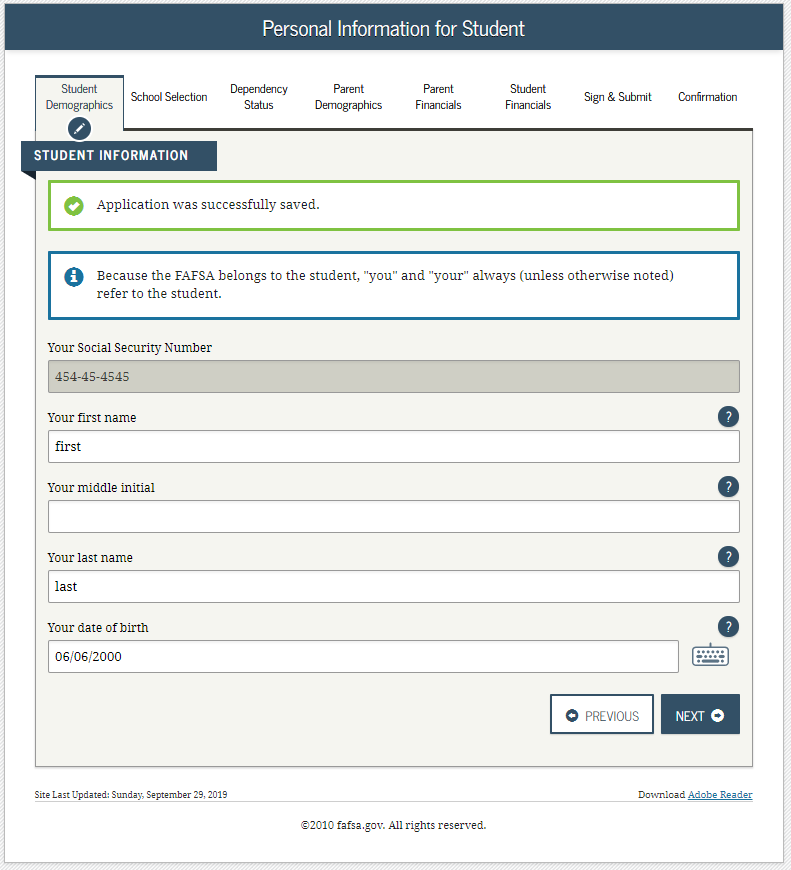 Personal Information for Student
Student
Demographics
School Selection
Dependency
Status
Parent
Demographics
Parent
Financials
Student
Financials
Sign & Submit
Confirmation
STUDENT INFORMATION
Application was successfully saved.
Because the FAFSA belongs to the student, "you" and "your" always (unless otherwise noted)
refer to the student.
Your Social Security Number
454-45-4545
Your first name
?
first
Your middle initial
?
Your last name
?
last
Your date of birth
?
06/06/2000
PREVIOUS
NEXT
Site Last Updated: Sunday, September 29, 2019
Download Adobe Reader
©2010 fafsa.gov. All rights reserved.